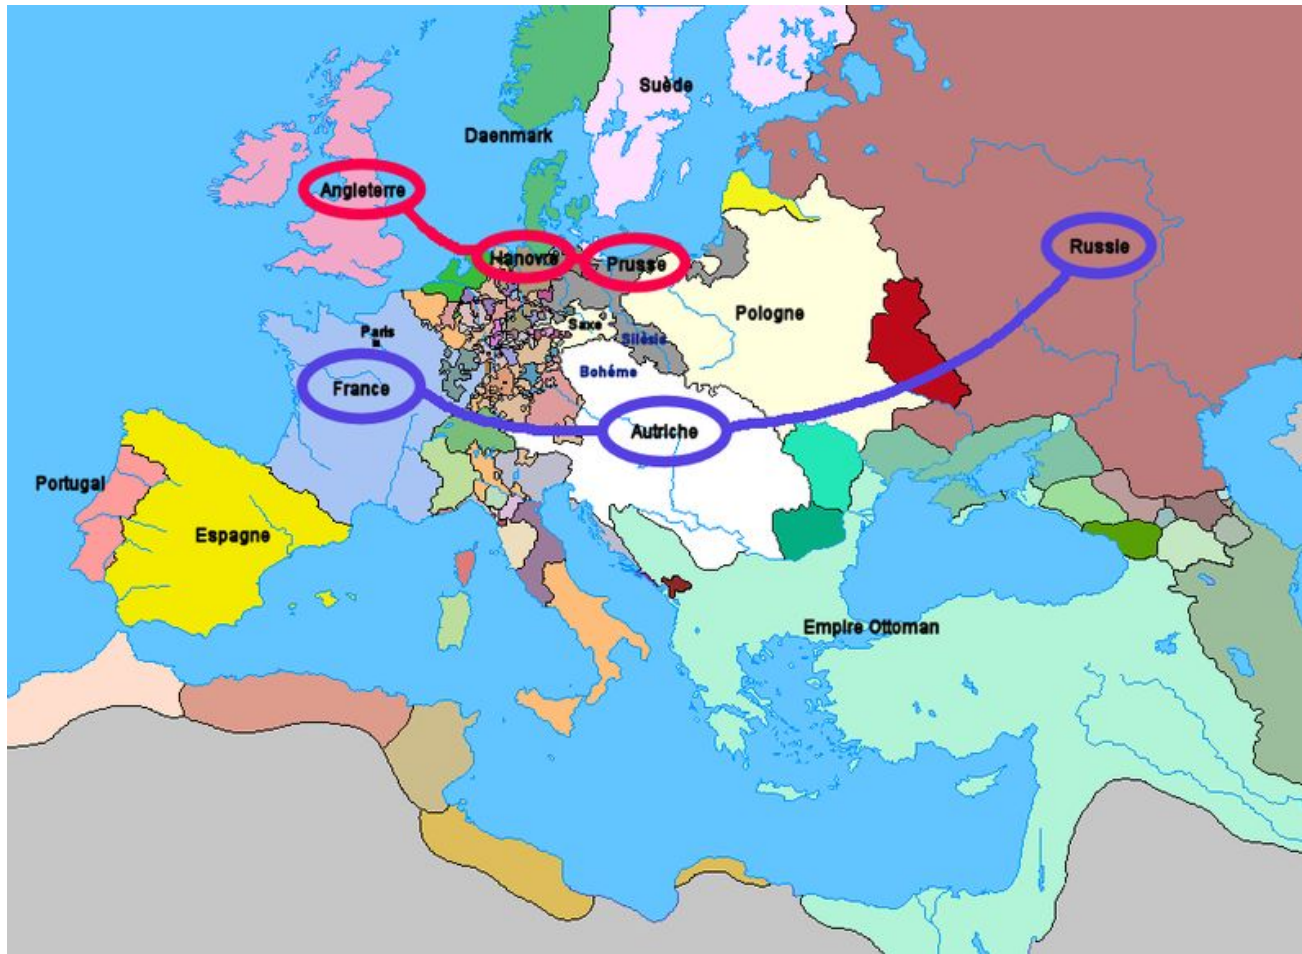 Suède
Daenmark
Angleterre
Hanovre
Prusse
Russie
Pologne
Paris
Saxe
Silésie
Bohéme
France
Autriche
Portugal
Espagne
Empire Ottoman